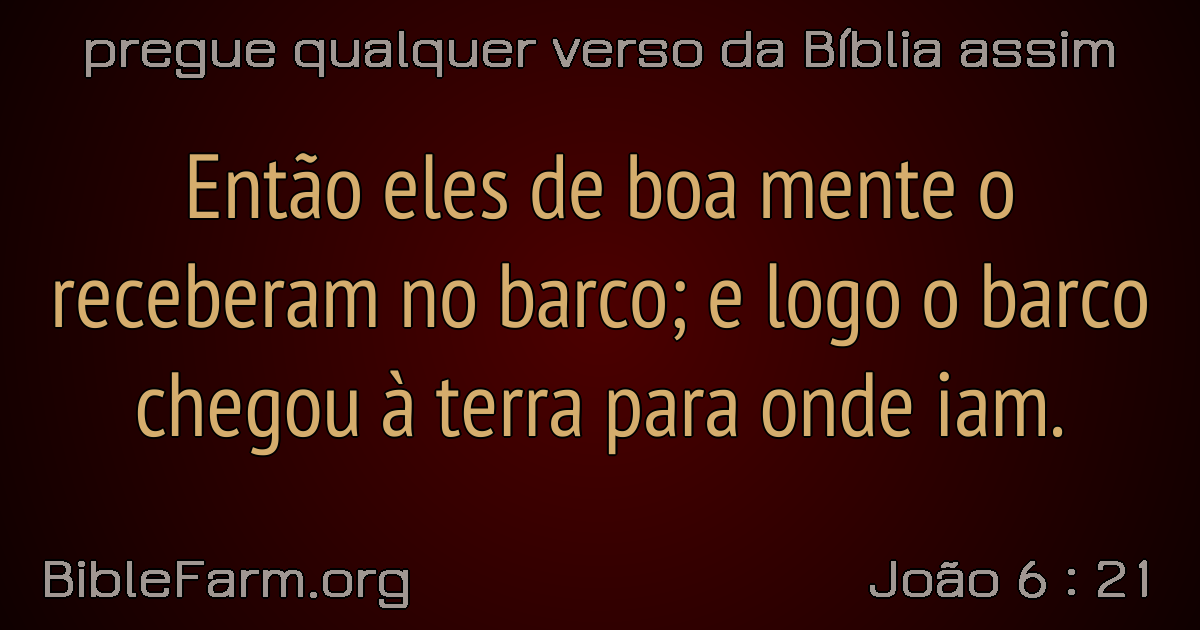 pregue qualquer verso da Bíblia assim
Então eles de boa mente o
receberam no barco; e logo o barco
chegou à terra para onde iam.
BibleFarm.org
João 6 : 21